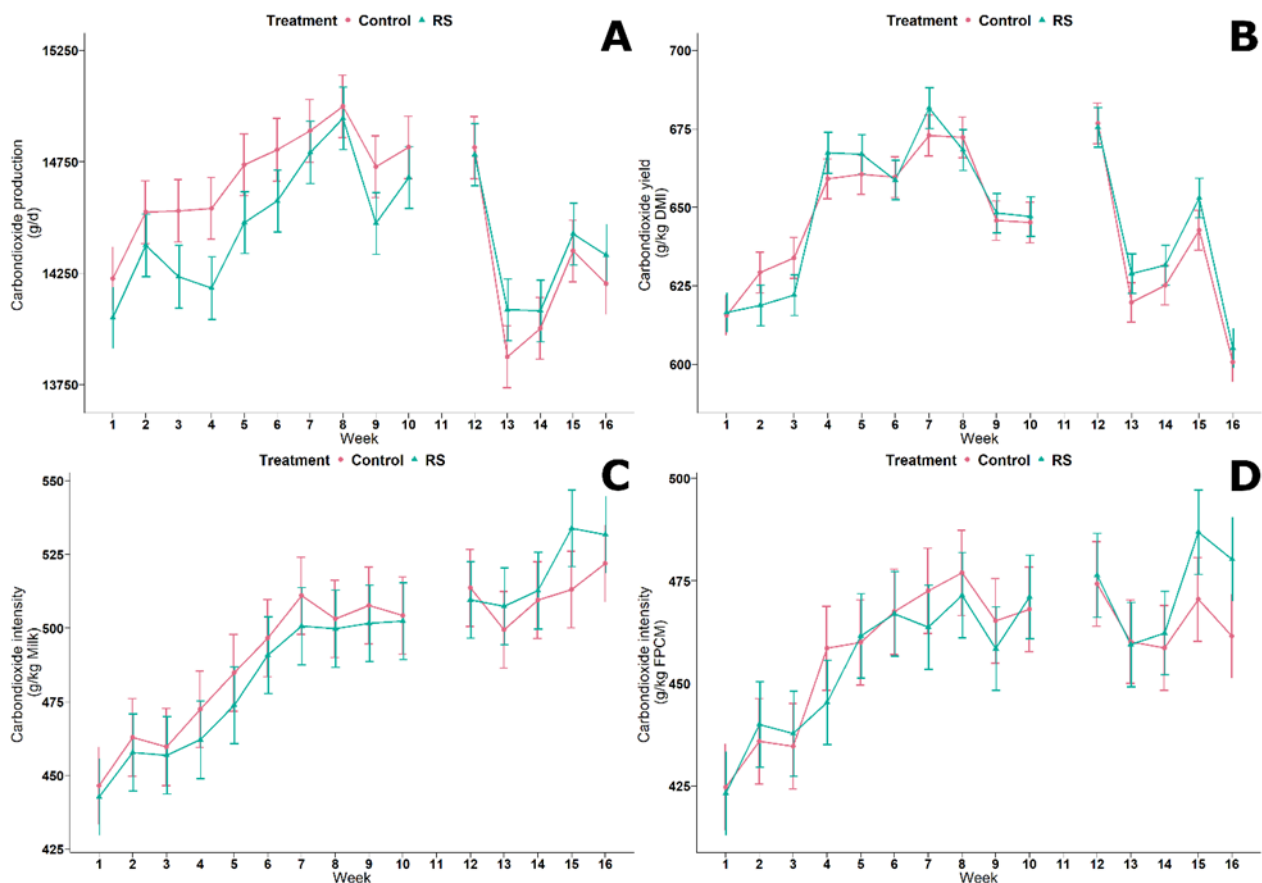 Treatment Control RS
A
Carbondioxide production
(g/d)
15250
14750
14250
13750
1 2 3 4 5 6 7 8 9 10 11 12 13 14 15 16
Week
Treatment Control RS
B
Carbondioxide yield
(g/kg DMI)
700
675
650
625
600
1 2 3 4 5 6 7 8 9 10 11 12 13 14 15 16
Week
Treatment Control RS
C
Carbondioxide intensity
(g/kg Milk)
550
525
500
475
450
425
1 2 3 4 5 6 7 8 9 10 11 12 13 14 15 16
Week
Treatment Control RS
D
Carbondioxide intensity
(g/kg FPCM)
500
475
450
425
1 2 3 4 5 6 7 8 9 10 11 12 13 14 15 16
Week